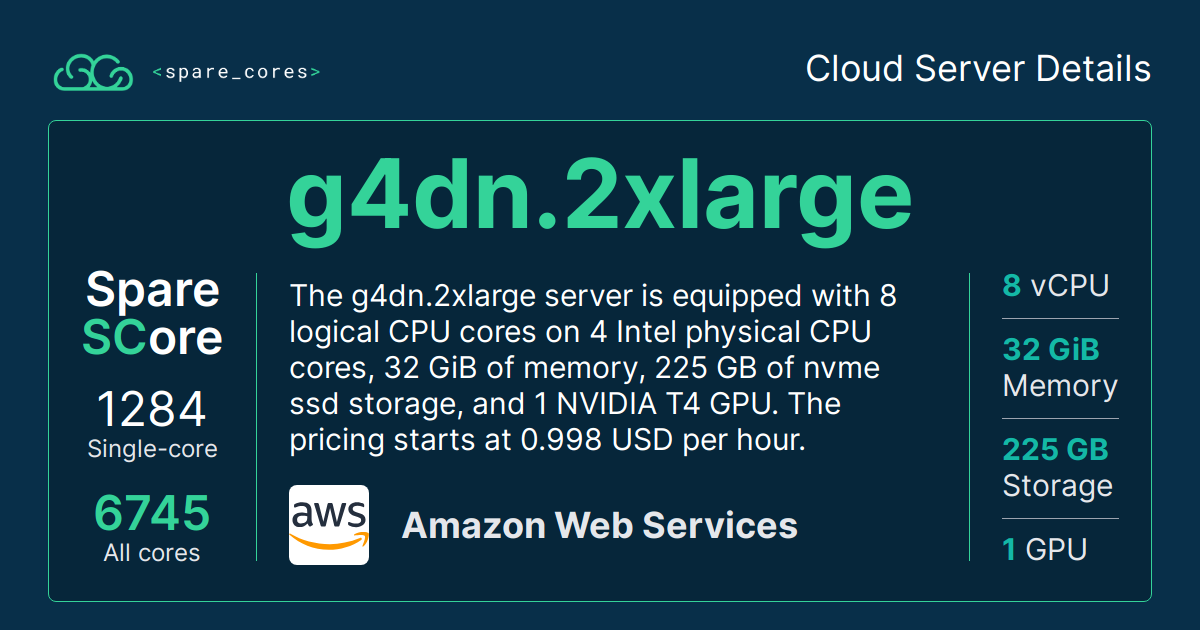 <spare_cores>
Cloud Server Details
g4dn.2xlarge
Spare
SCore
1284
Single-core
6745
All cores
The g4dn.2xlarge server is equipped with 8
logical CPU cores on 4 Intel physical CPU
cores, 32 GiB of memory, 225 GB of nvme
ssd storage, and 1 NVIDIA T4 GPU. The
pricing starts at 0.998 USD per hour.
aws
Amazon Web Services
8 vCPU
32 GiB
Memory
225 GB
Storage
1 GPU